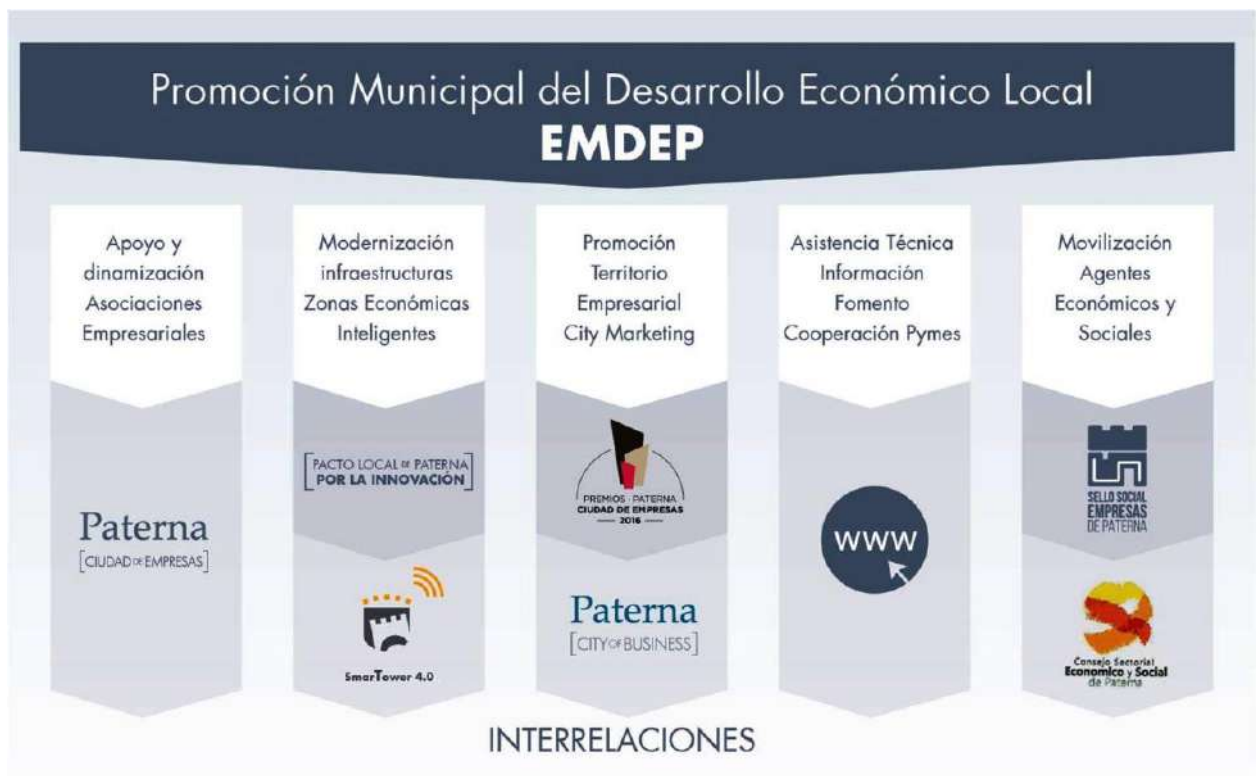 Promoción Municipal del Desarrollo Económico Local
EMDEP
Apoyo y
dinamización
Asociaciones
Empresariales
Paterna
[CIUDAD DE EMPRESAS]
Modernización
infraestructuras
Zonas Económicas
Inteligentes
[PACTO LOCAL DE PATERNA
POR LA INNOVACIÓN]
SmarTower 4.0
Promoción
Territorio
Empresarial
City Marketing
PREMIOS · PATERNA
CIUDAD DE EMPRESAS
2016
Paterna
[CITY OF BUSINESS]
Asistencia Técnica
Información
Fomento
Cooperación Pymes
WWW
Movilización
Agentes
Económicos y
Sociales
SELLO SOCIAL
EMPRESAS
DE PATERNA
Consejo Sectorial
Economico y Social
de Paterna
INTERRELACIONES